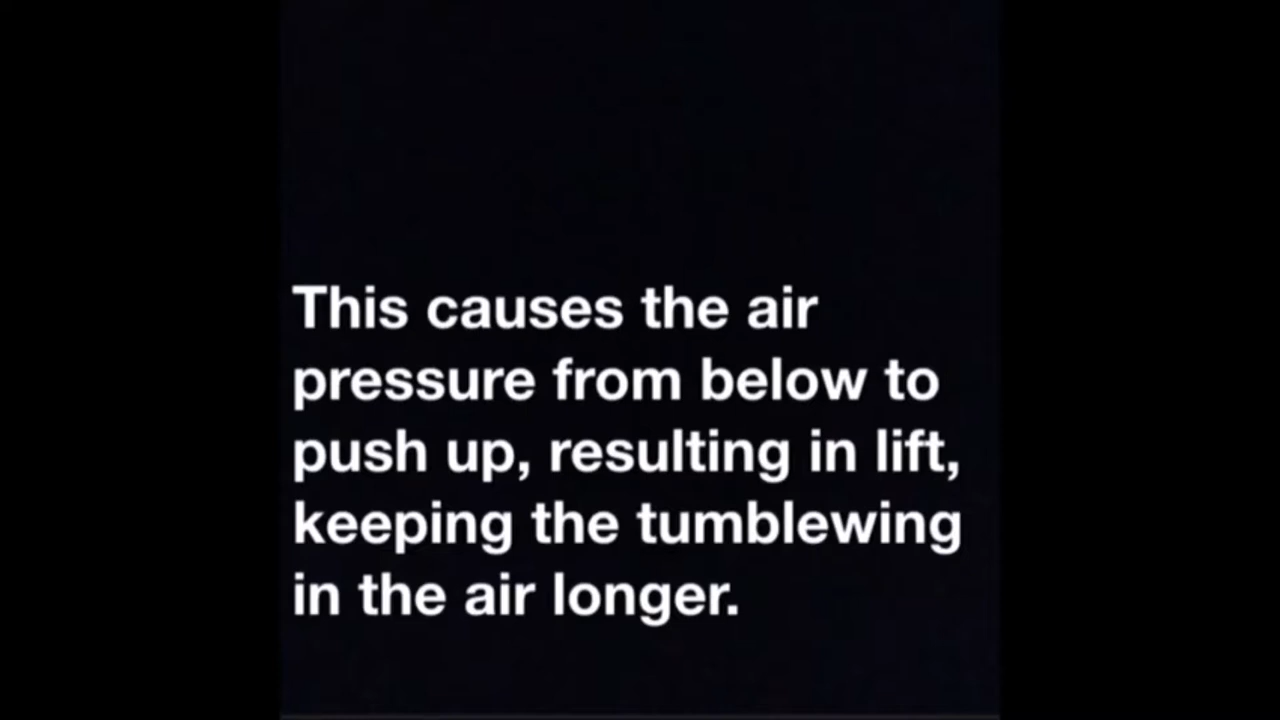 This causes the air
pressure from below to
push up, resulting in lift,
keeping the tumblewing
in the air longer.